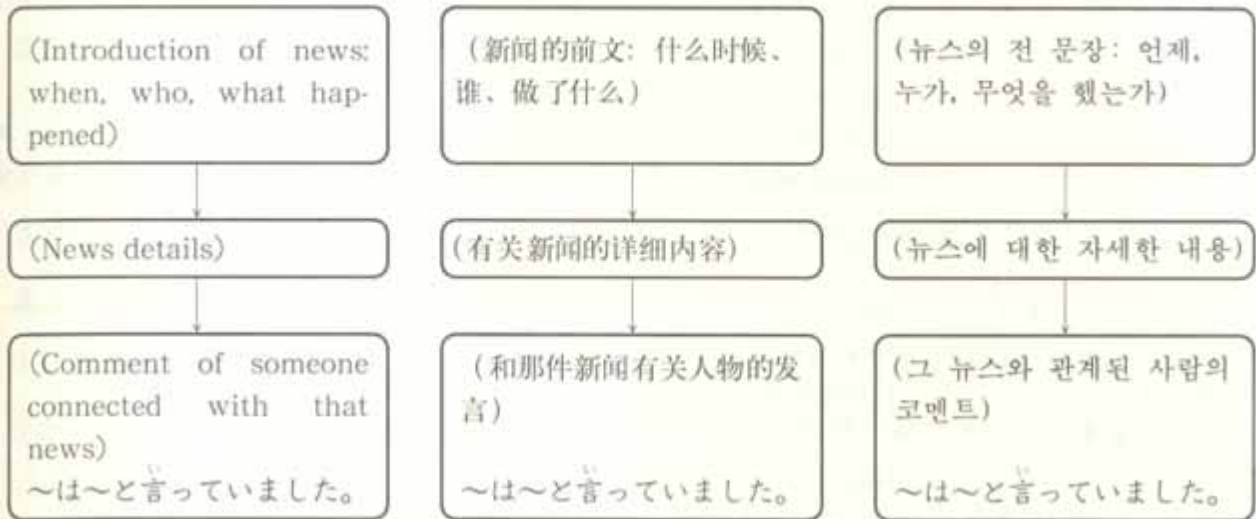 (Introduction of news:
when, who, what hap-
pened)
(News details)
(Comment of someone
connected with that
news)
～は～と言っていました。
い
(新闻的前文: 什么时候、
谁、做了什么)
(有关新闻的详细内容)
(和那件新闻有关人物的发
言)
～は～と言っていました。
い
(뉴스의 전 문장: 언제,
누가, 무엇을 했는가)
(뉴스에 대한 자세한 내용)
(그 뉴스와 관계된 사람의
코멘트)
～は～と言っていました。
い